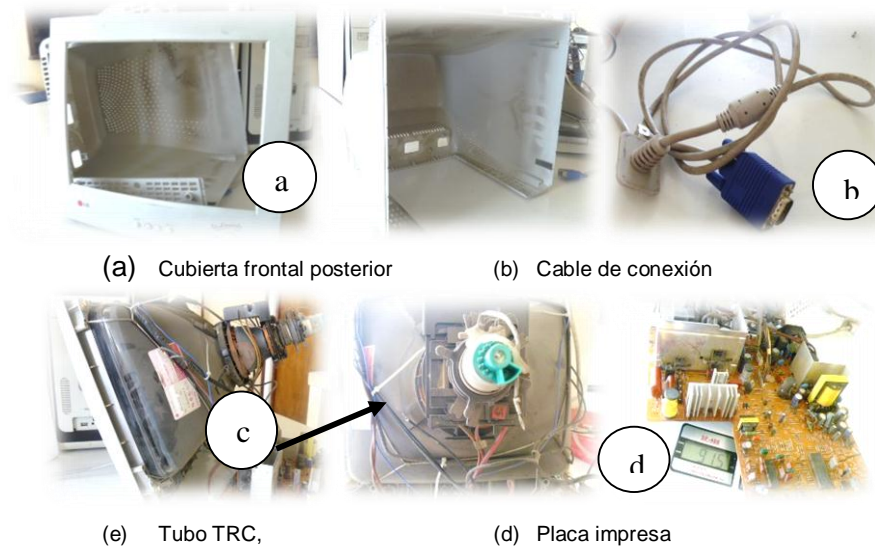 a
b
(a) Cubierta frontal posterior
(b) Cable de conexión
c
d
(e) Tubo TRC,
(d) Placa impresa